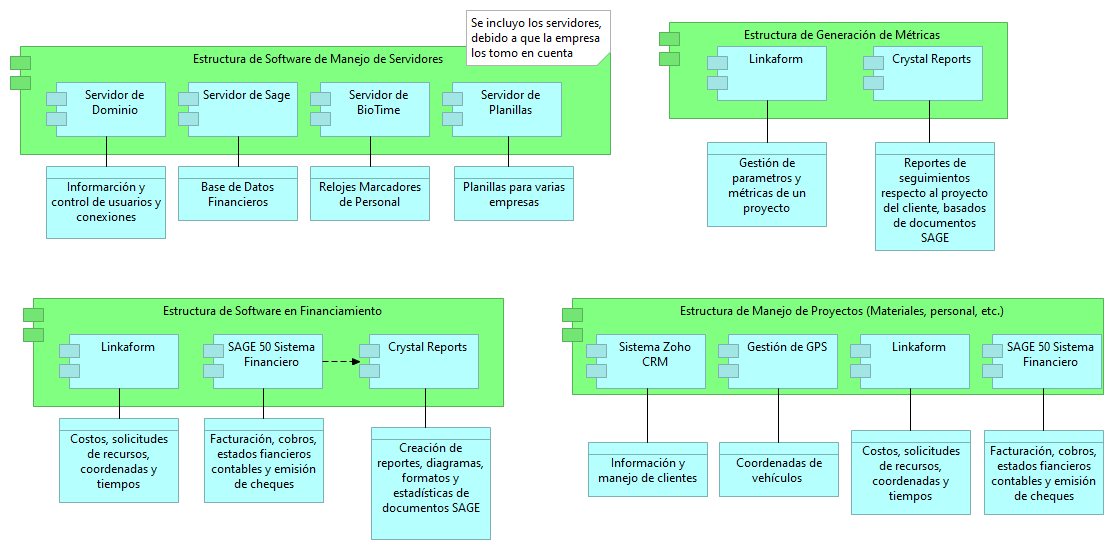 Se incluyo los servidores,
debido a que la empresa
los tomo en cuenta
Estructura de Software de Manejo de Servidores
Servidor de
Dominio
Servidor de Sage
Servidor de
BioTime
Servidor de
Planillas
Informarción y
control de usuarios y
conexiones
Base de Datos
Financieros
Relojes Marcadores
de Personal
Planillas para varias
empresas
Estructura de Generación de Métricas
Linkaform
Crystal Reports
Gestión de
parametros y
métricas de un
proyecto
Reportes de
seguimientos
respecto al proyecto
del cliente, basados
de documentos
SAGE
Estructura de Software en Financiamiento
Linkaform
SAGE 50 Sistema
Financiero
Crystal Reports
Costos, solicitudes
de recursos,
coordenadas y
tiempos
Facturación, cobros,
estados fiancieros
contables y emisión
de cheques
Creación de
reportes, diagramas,
formatos y
estadísticas de
documentos SAGE
Estructura de Manejo de Proyectos (Materiales, personal, etc.)
Sistema Zoho
CRM
Gestión de GPS
Linkaform
SAGE 50 Sistema
Financiero
Información y
manejo de clientes
Coordenadas de
vehículos
Costos, solicitudes
de recursos,
coordenadas y
tiempos
Facturación, cobros,
estados fiancieros
contables y emisión
de cheques